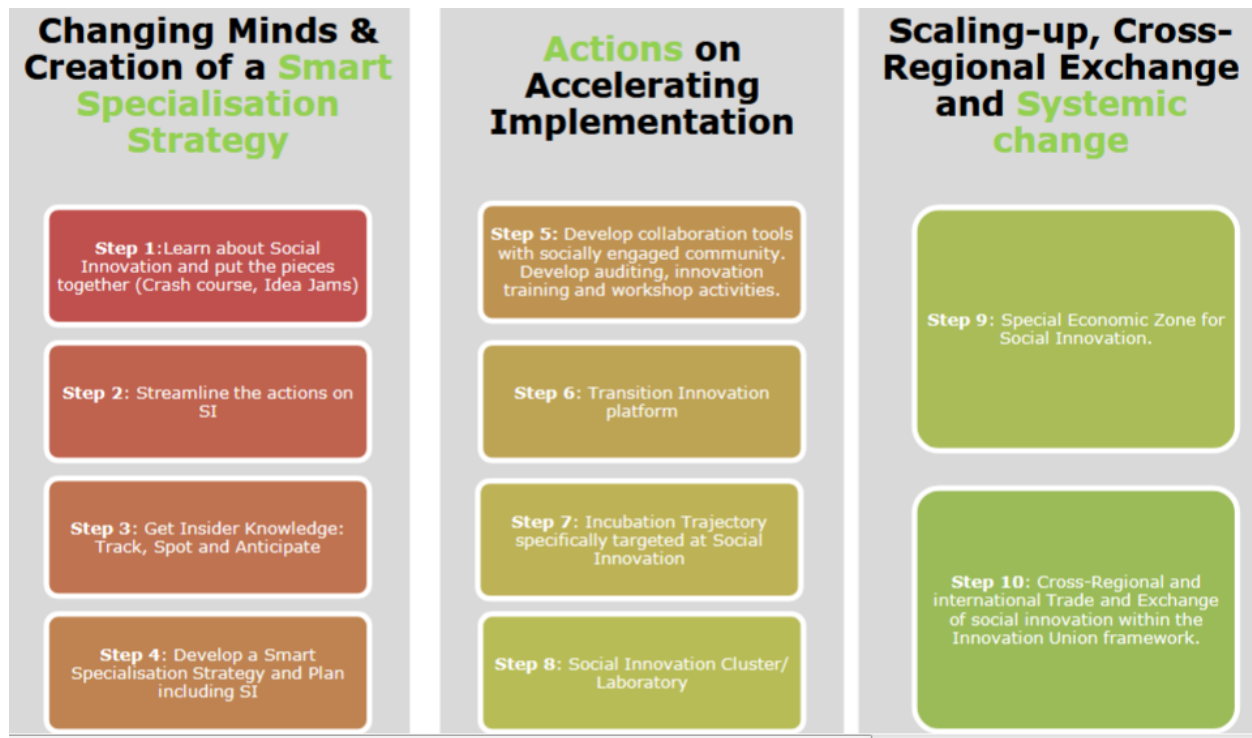 Changing Minds &
Creation of a Smart
Specialisation
Strategy
Step 1:Learn about Social
Innovation and put the pieces
together (Crash course, Idea Jams)
Step 2: Streamline the actions on
SI
Step 3: Get Insider Knowledge:
Track, Spot and Anticipate
Step 4: Develop a Smart
Specialisation Strategy and Plan
including SI
Actions on
Accelerating
Implementation
Step 5: Develop collaboration tools
with socially engaged community.
Develop auditing, innovation
training and workshop activities.
Step 6: Transition Innovation
platform
Step 7: Incubation Trajectory
specifically targeted at Social
Innovation
Step 8: Social Innovation Cluster/
Laboratory
Scaling-up, Cross-
Regional Exchange
and Systemic
change
Step 9: Special Economic Zone for
Social Innovation.
Step 10: Cross-Regional and
international Trade and Exchange
of social innovation within the
Innovation Union framework.